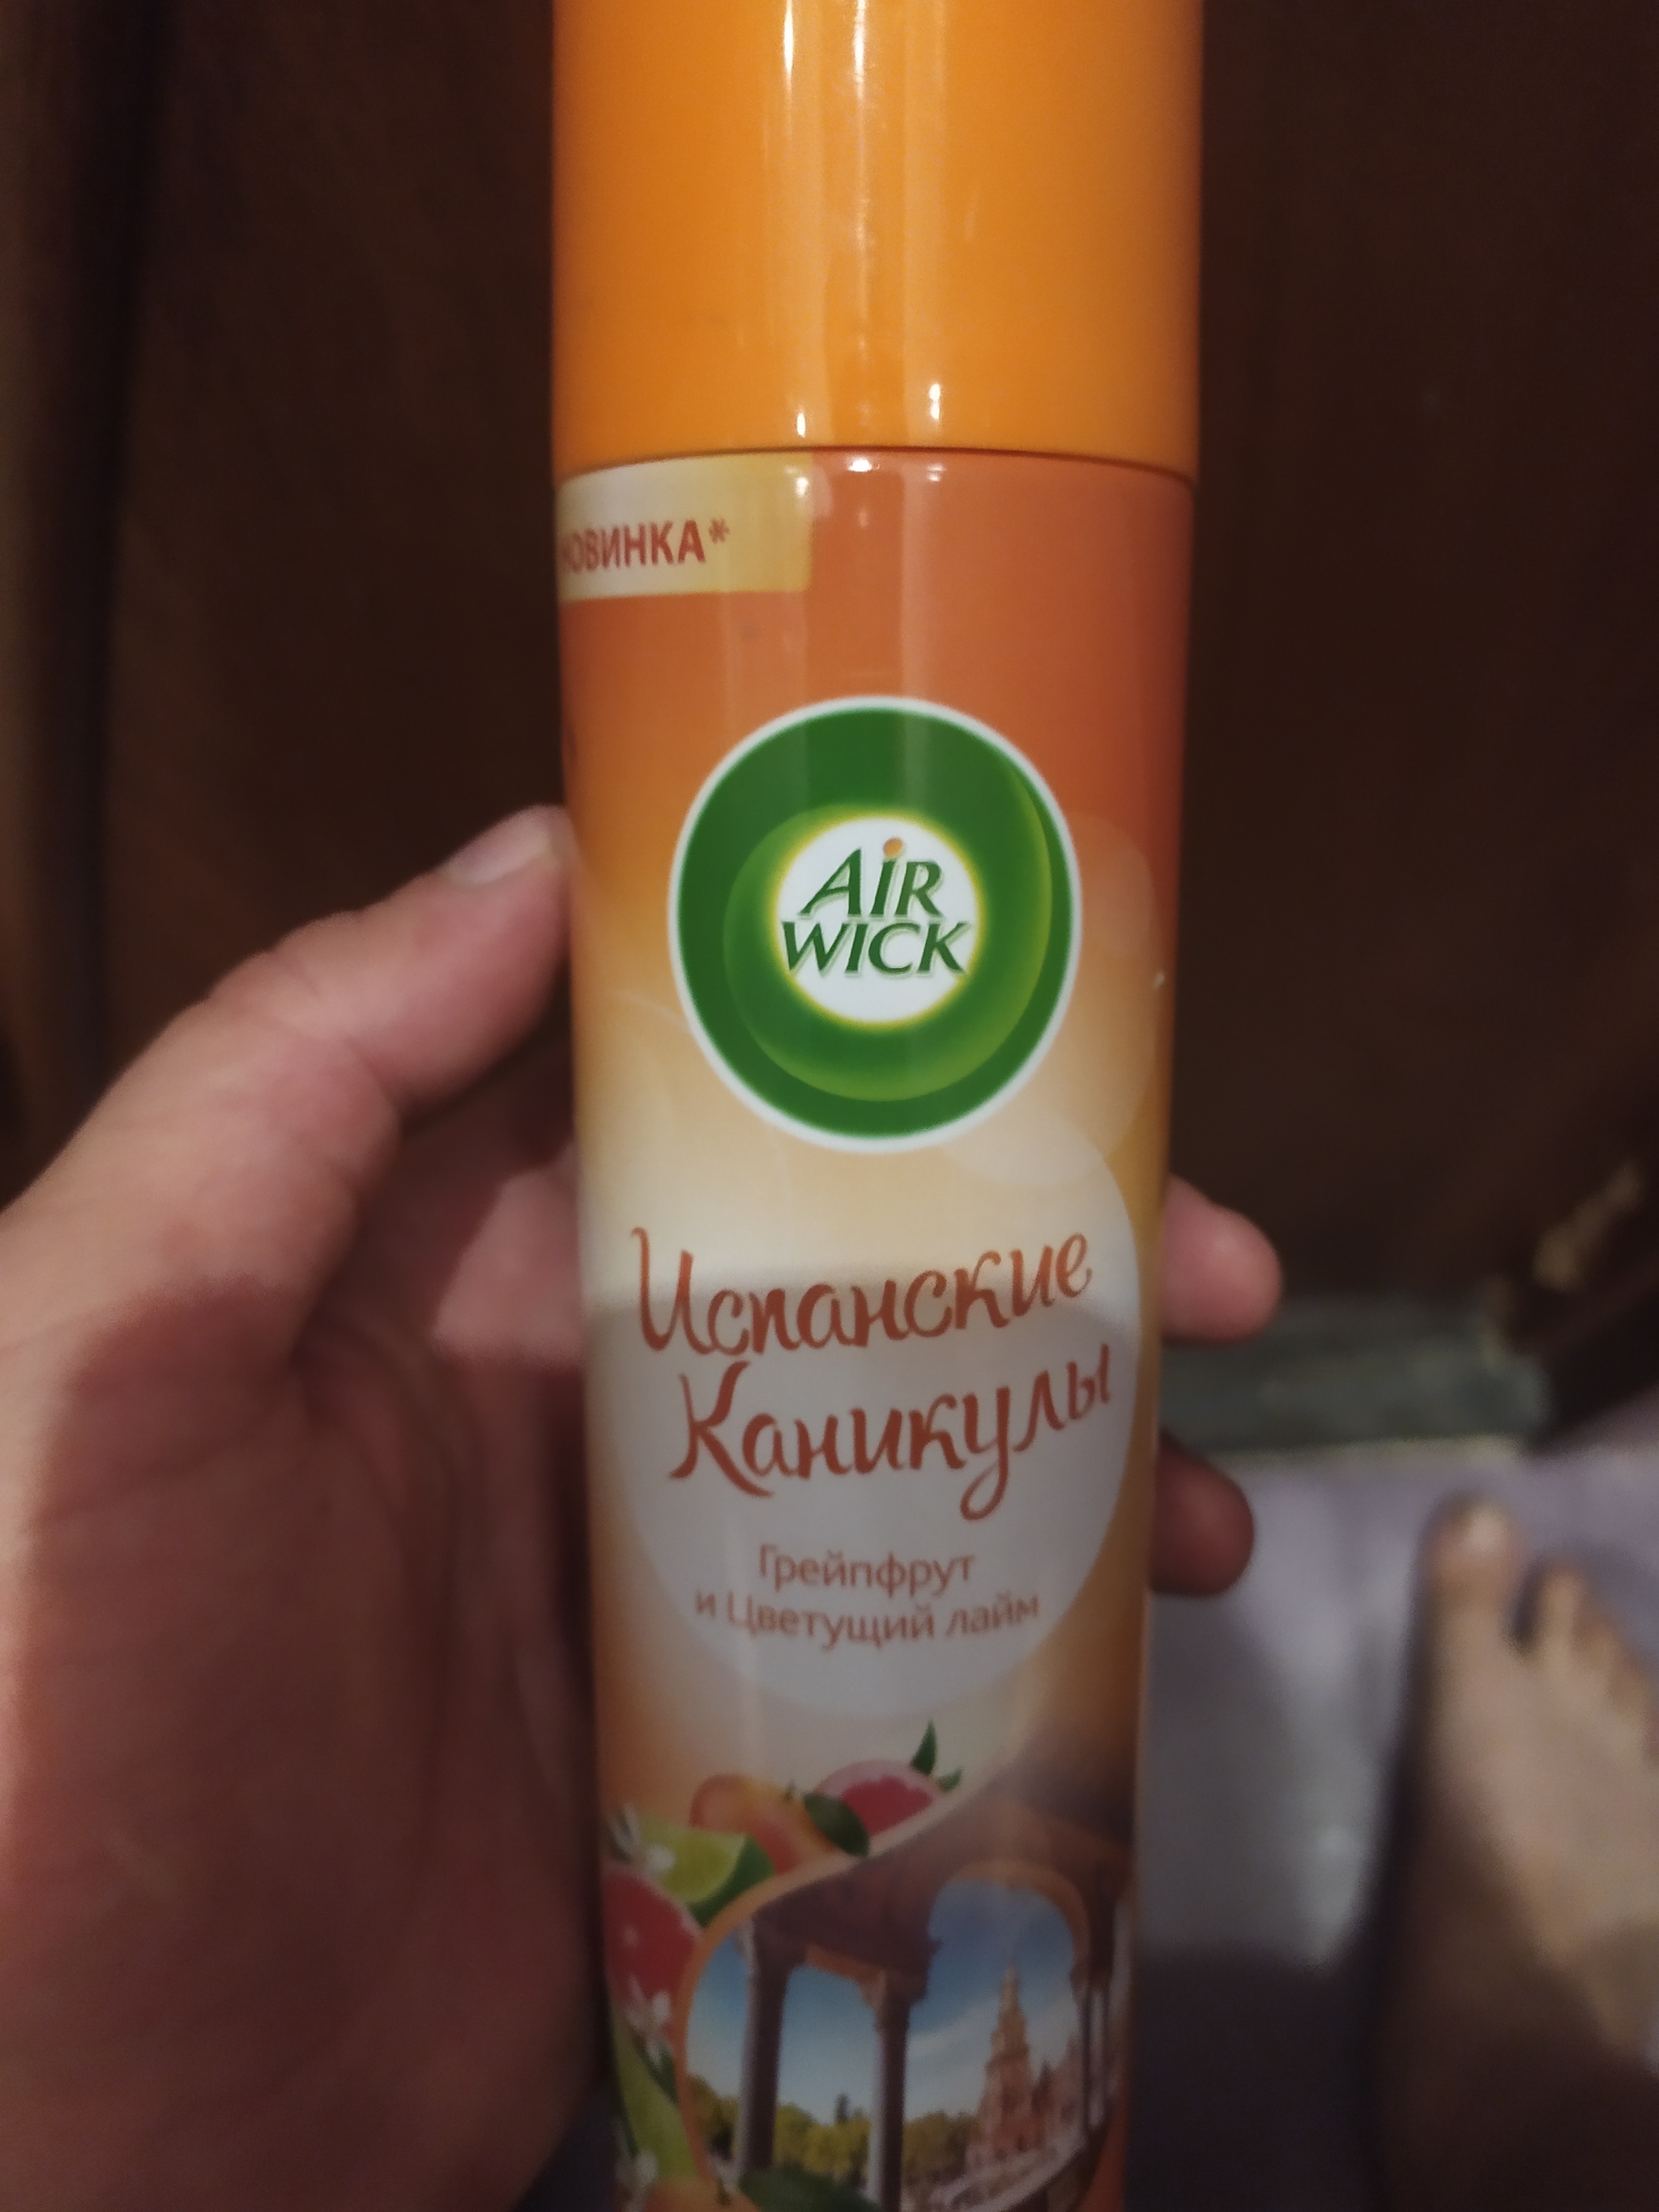 НОВИНКА*
AIR
WICK
Испанские
Каникулы
Грейпфрут
и Цветущий лайм